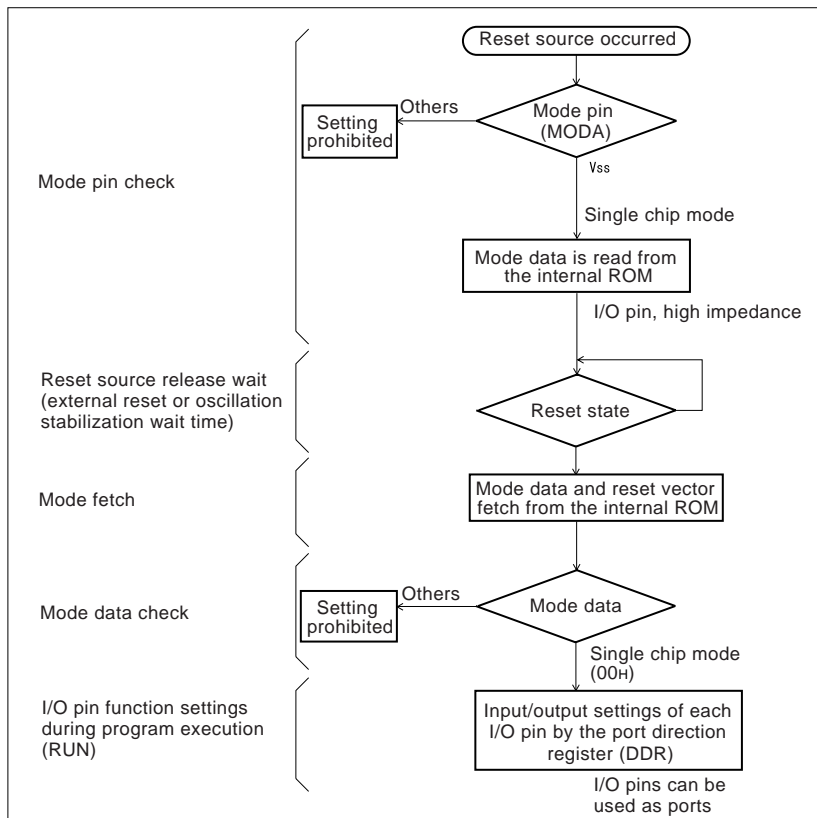 Reset source occurred
Mode pin
(MODA)
Others
Setting
prohibited
Vss
Mode pin check
Single chip mode
Mode data is read from
the internal ROM
I/O pin, high impedance
Reset source release wait
(external reset or oscillation
stabilization wait time)
Reset state
Mode fetch
Mode data and reset vector
fetch from the internal ROM
Mode data check
Others
Setting
prohibited
Mode data
Single chip mode
(00H)
I/O pin function settings
during program execution
(RUN)
Input/output settings of each
I/O pin by the port direction
register (DDR)
I/O pins can be
used as ports